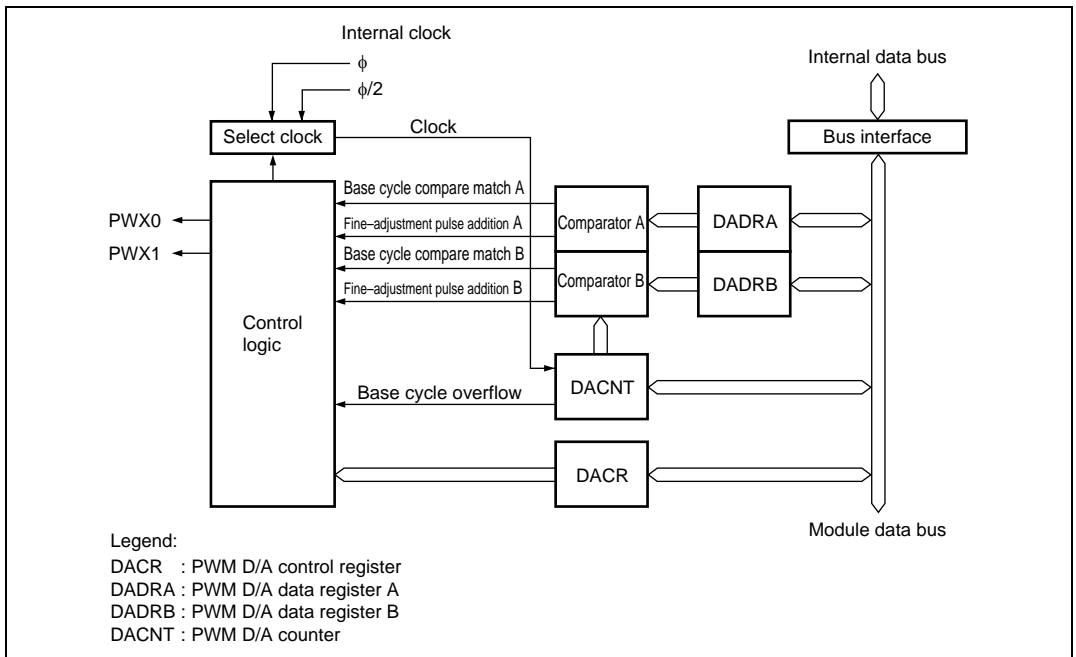 Internal clock
ϕ
ϕ/2
Internal data bus
Select clock
Clock
Bus interface
Base cycle compare match A
Fine–adjustment pulse addition A
Base cycle compare match B
Fine–adjustment pulse addition B
Comparator A
DADRA
Comparator B
DADRB
PWX0
PWX1
Control
logic
Base cycle overflow
DACNT
DACR
Module data bus
Legend:
DACR : PWM D/A control register
DADRA : PWM D/A data register A
DADRB : PWM D/A data register B
DACNT : PWM D/A counter